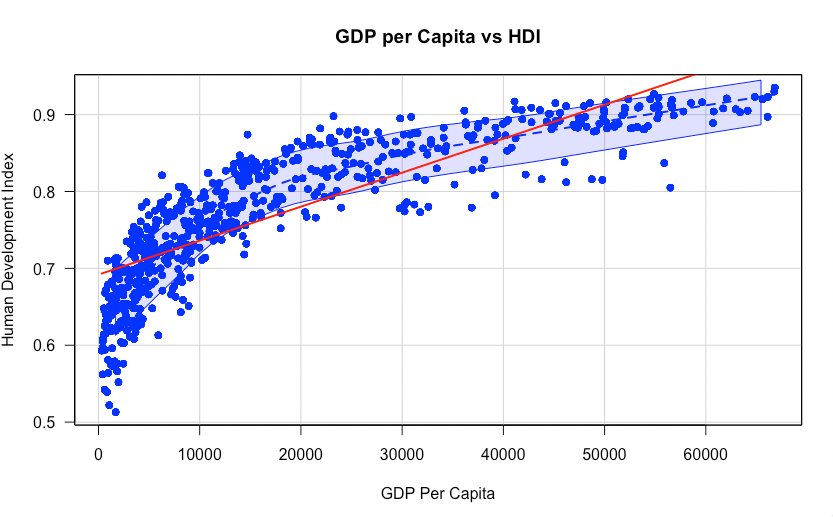 GDP per Capita vs HDI
Human Development Index
0.9
0.8
0.7
0.6
0.5
0 10000 20000 30000 40000 50000 60000
GDP Per Capita